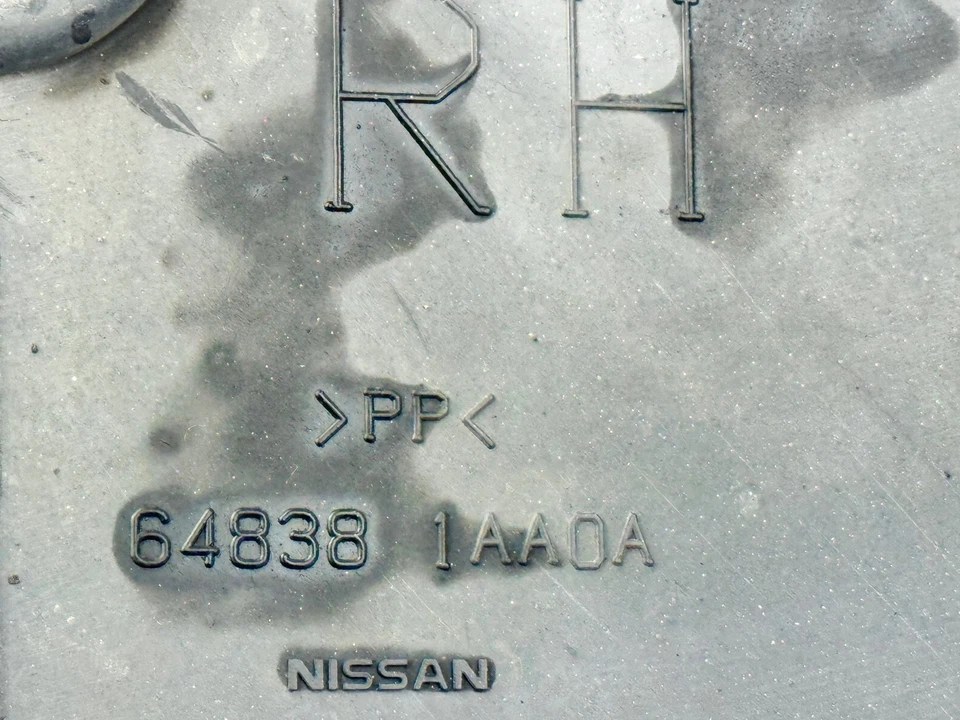 RH
>PP<
64838 1AA0A
NISSAN